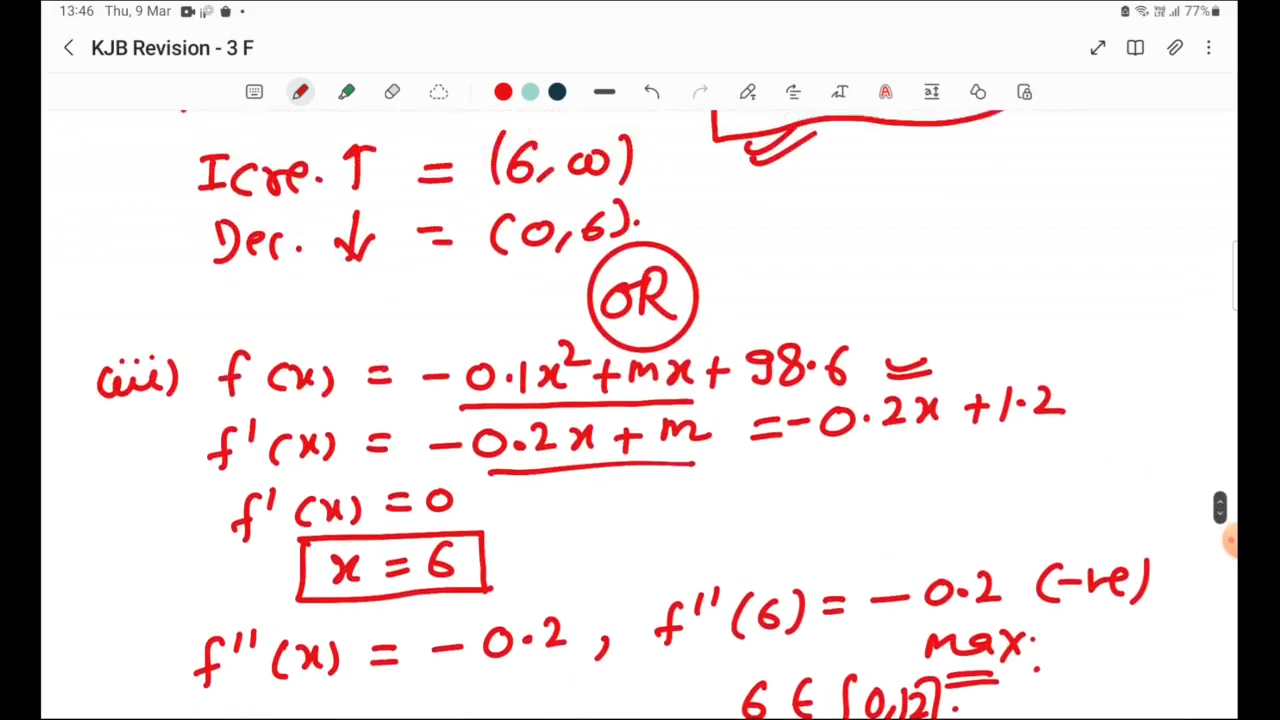 13:46 Thu, 9 Mar 77%
KJB Revision - 3 F
Icre. ↑ = (6, ∞)
Dec. ↓ = (0, 6).
OR
(iii) f(x) = -0.1x² + mx + 98.6
f'(x) = -0.2x + m = -0.2x + 1.2
f'(x) = 0
x = 6
f''(x) = -0.2, f''(6) = -0.2 (-ve)
max.
6 ∈ [0,12].